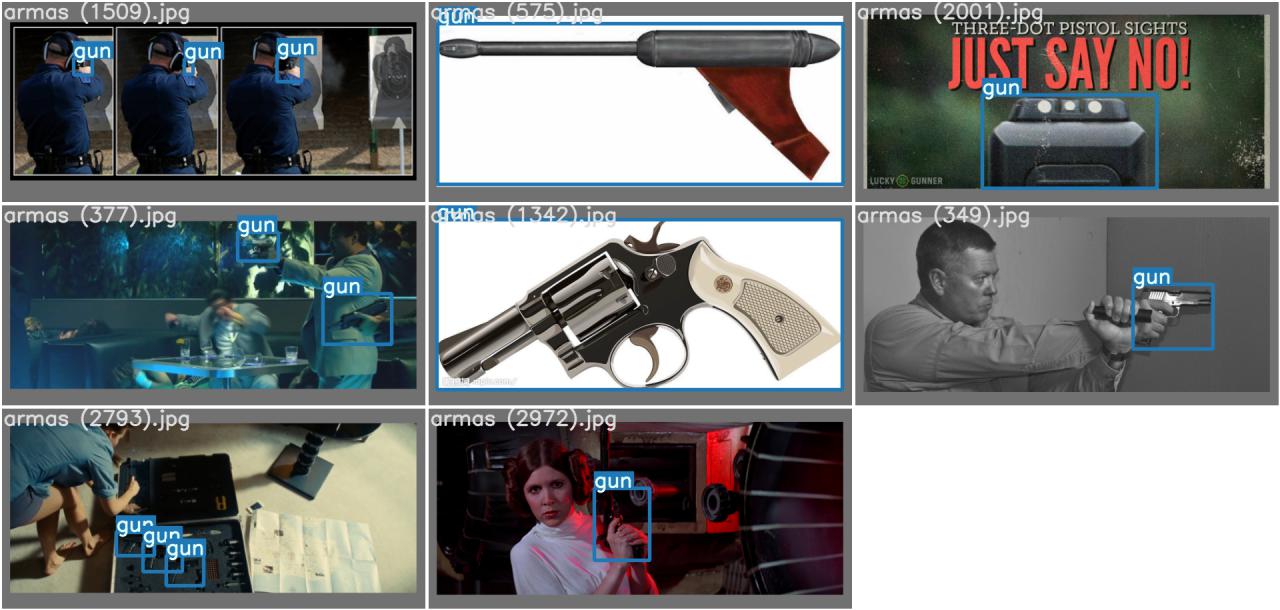 armas (1509).jpg
gun
gun
gun
armas (575).jpg
gun
armas (2001).jpg
THREE-DOT PISTOL SIGHTS
JUST SAY NO!
gun
LUCKY GUNNER
armas (377).jpg
gun
gun
armas (1342).jpg
gun
armas (349).jpg
gun
armas (2793).jpg
gun
gun
gun
armas (2972).jpg
gun